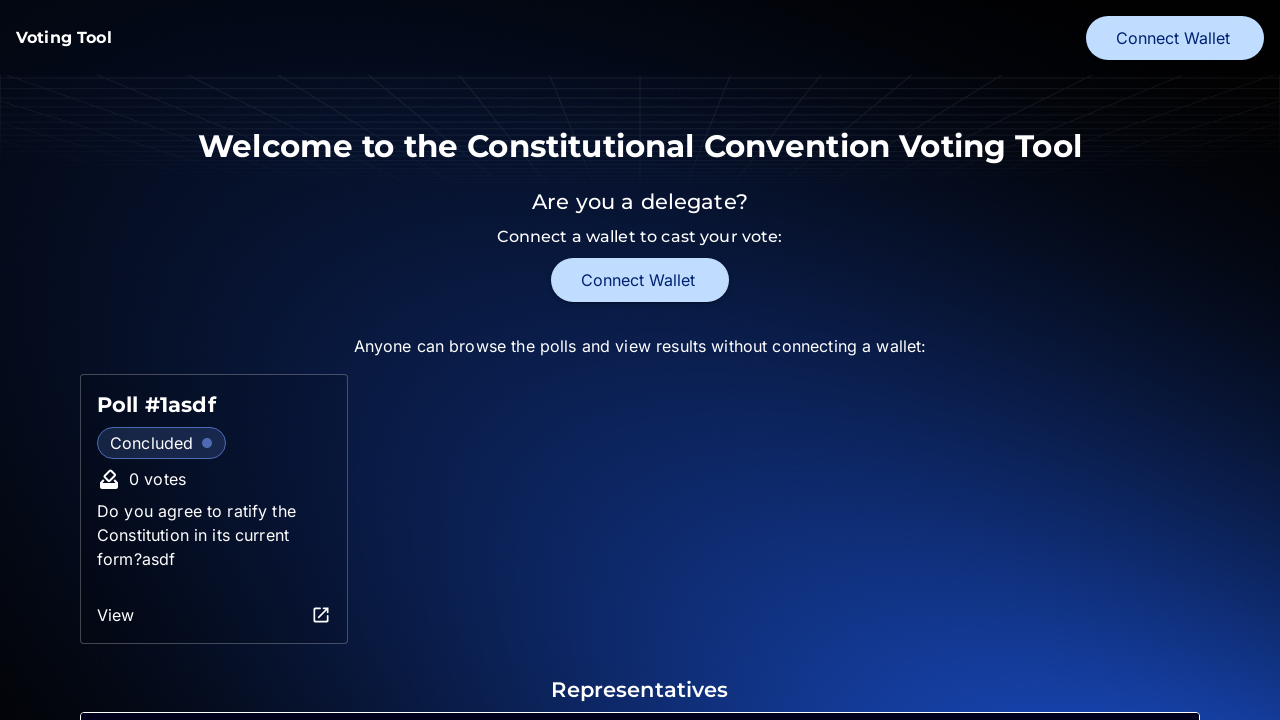 Voting Tool
Connect Wallet
Welcome to the Constitutional Convention Voting Tool
Are you a delegate?
Connect a wallet to cast your vote:
Connect Wallet
Anyone can browse the polls and view results without connecting a wallet:
Poll #1asdf
Concluded
0 votes
Do you agree to ratify the
Constitution in its current
form?asdf
View
Representatives